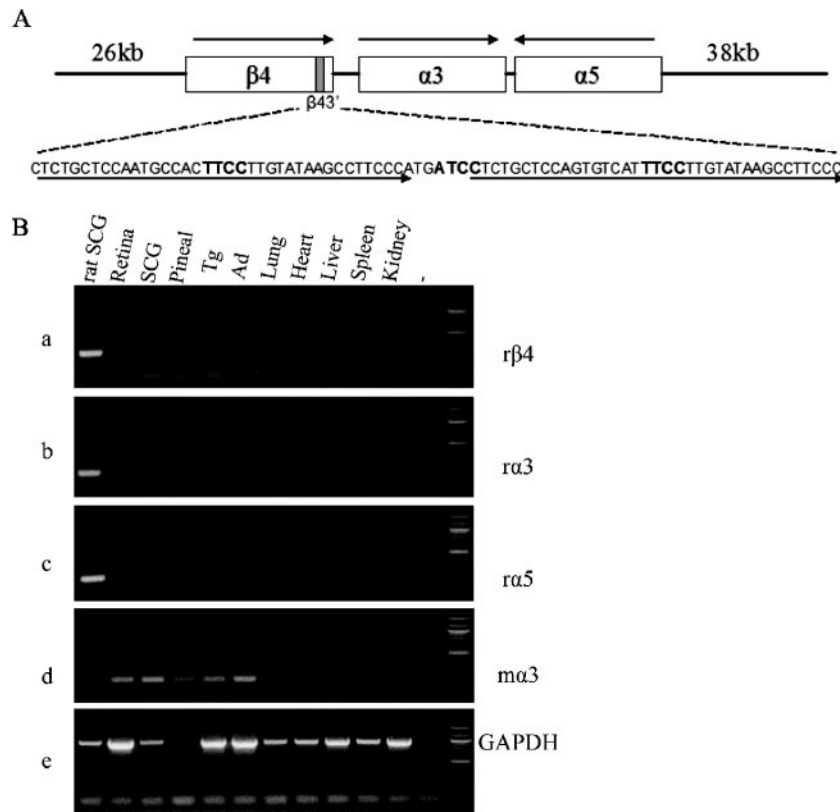 A
26kb
β4
α3
α5
38kb
β43'
CTCTGCTCCAATGCCACTTCCTTGTATAAGCCTTCCCATGATCCTCTGCTCCAGTGTCATTTCCTTGTATAAGCCTTCCC
B
rat SCG
Retina
SCG
Pineal
Tg
Ad
Lung
Heart
Liver
Spleen
Kidney
-
a
rβ4
b
rα3
c
rα5
d
mα3
e
GAPDH